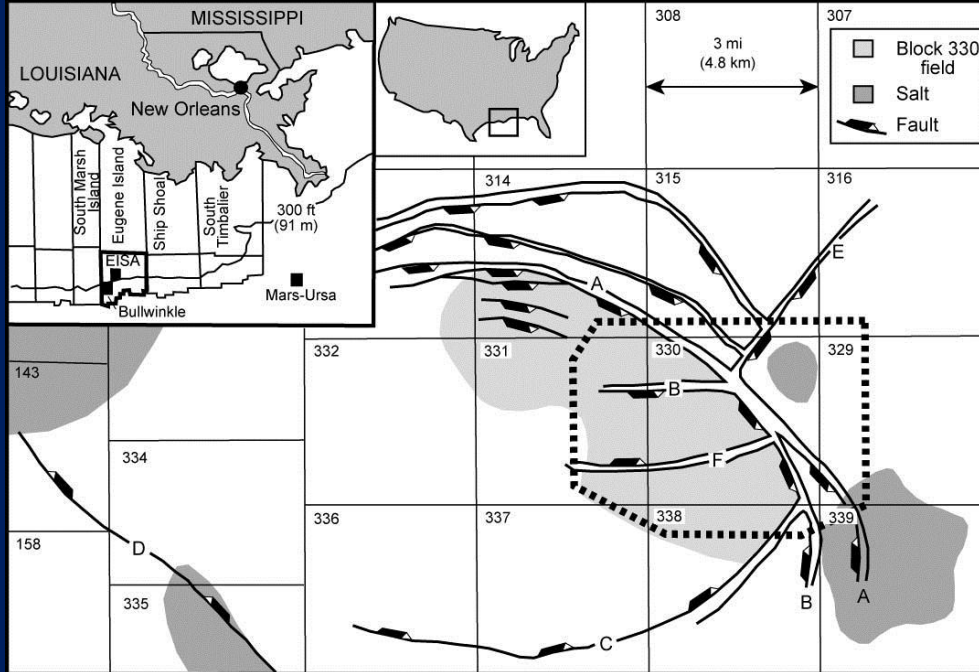 MISSISSIPPI
LOUISIANA
New Orleans
South Marsh
Island
Eugene Island
Ship Shoal
South
Timbalier
300 ft
(91 m)
EISA
Mars-Ursa
Bullwinkle
308
307
3 mi
(4.8 km)
Block 330
field
Salt
Fault
314
315
316
E
A
332
331
330
329
143
B
334
F
336
337
338
339
158
D
335
B
A
C